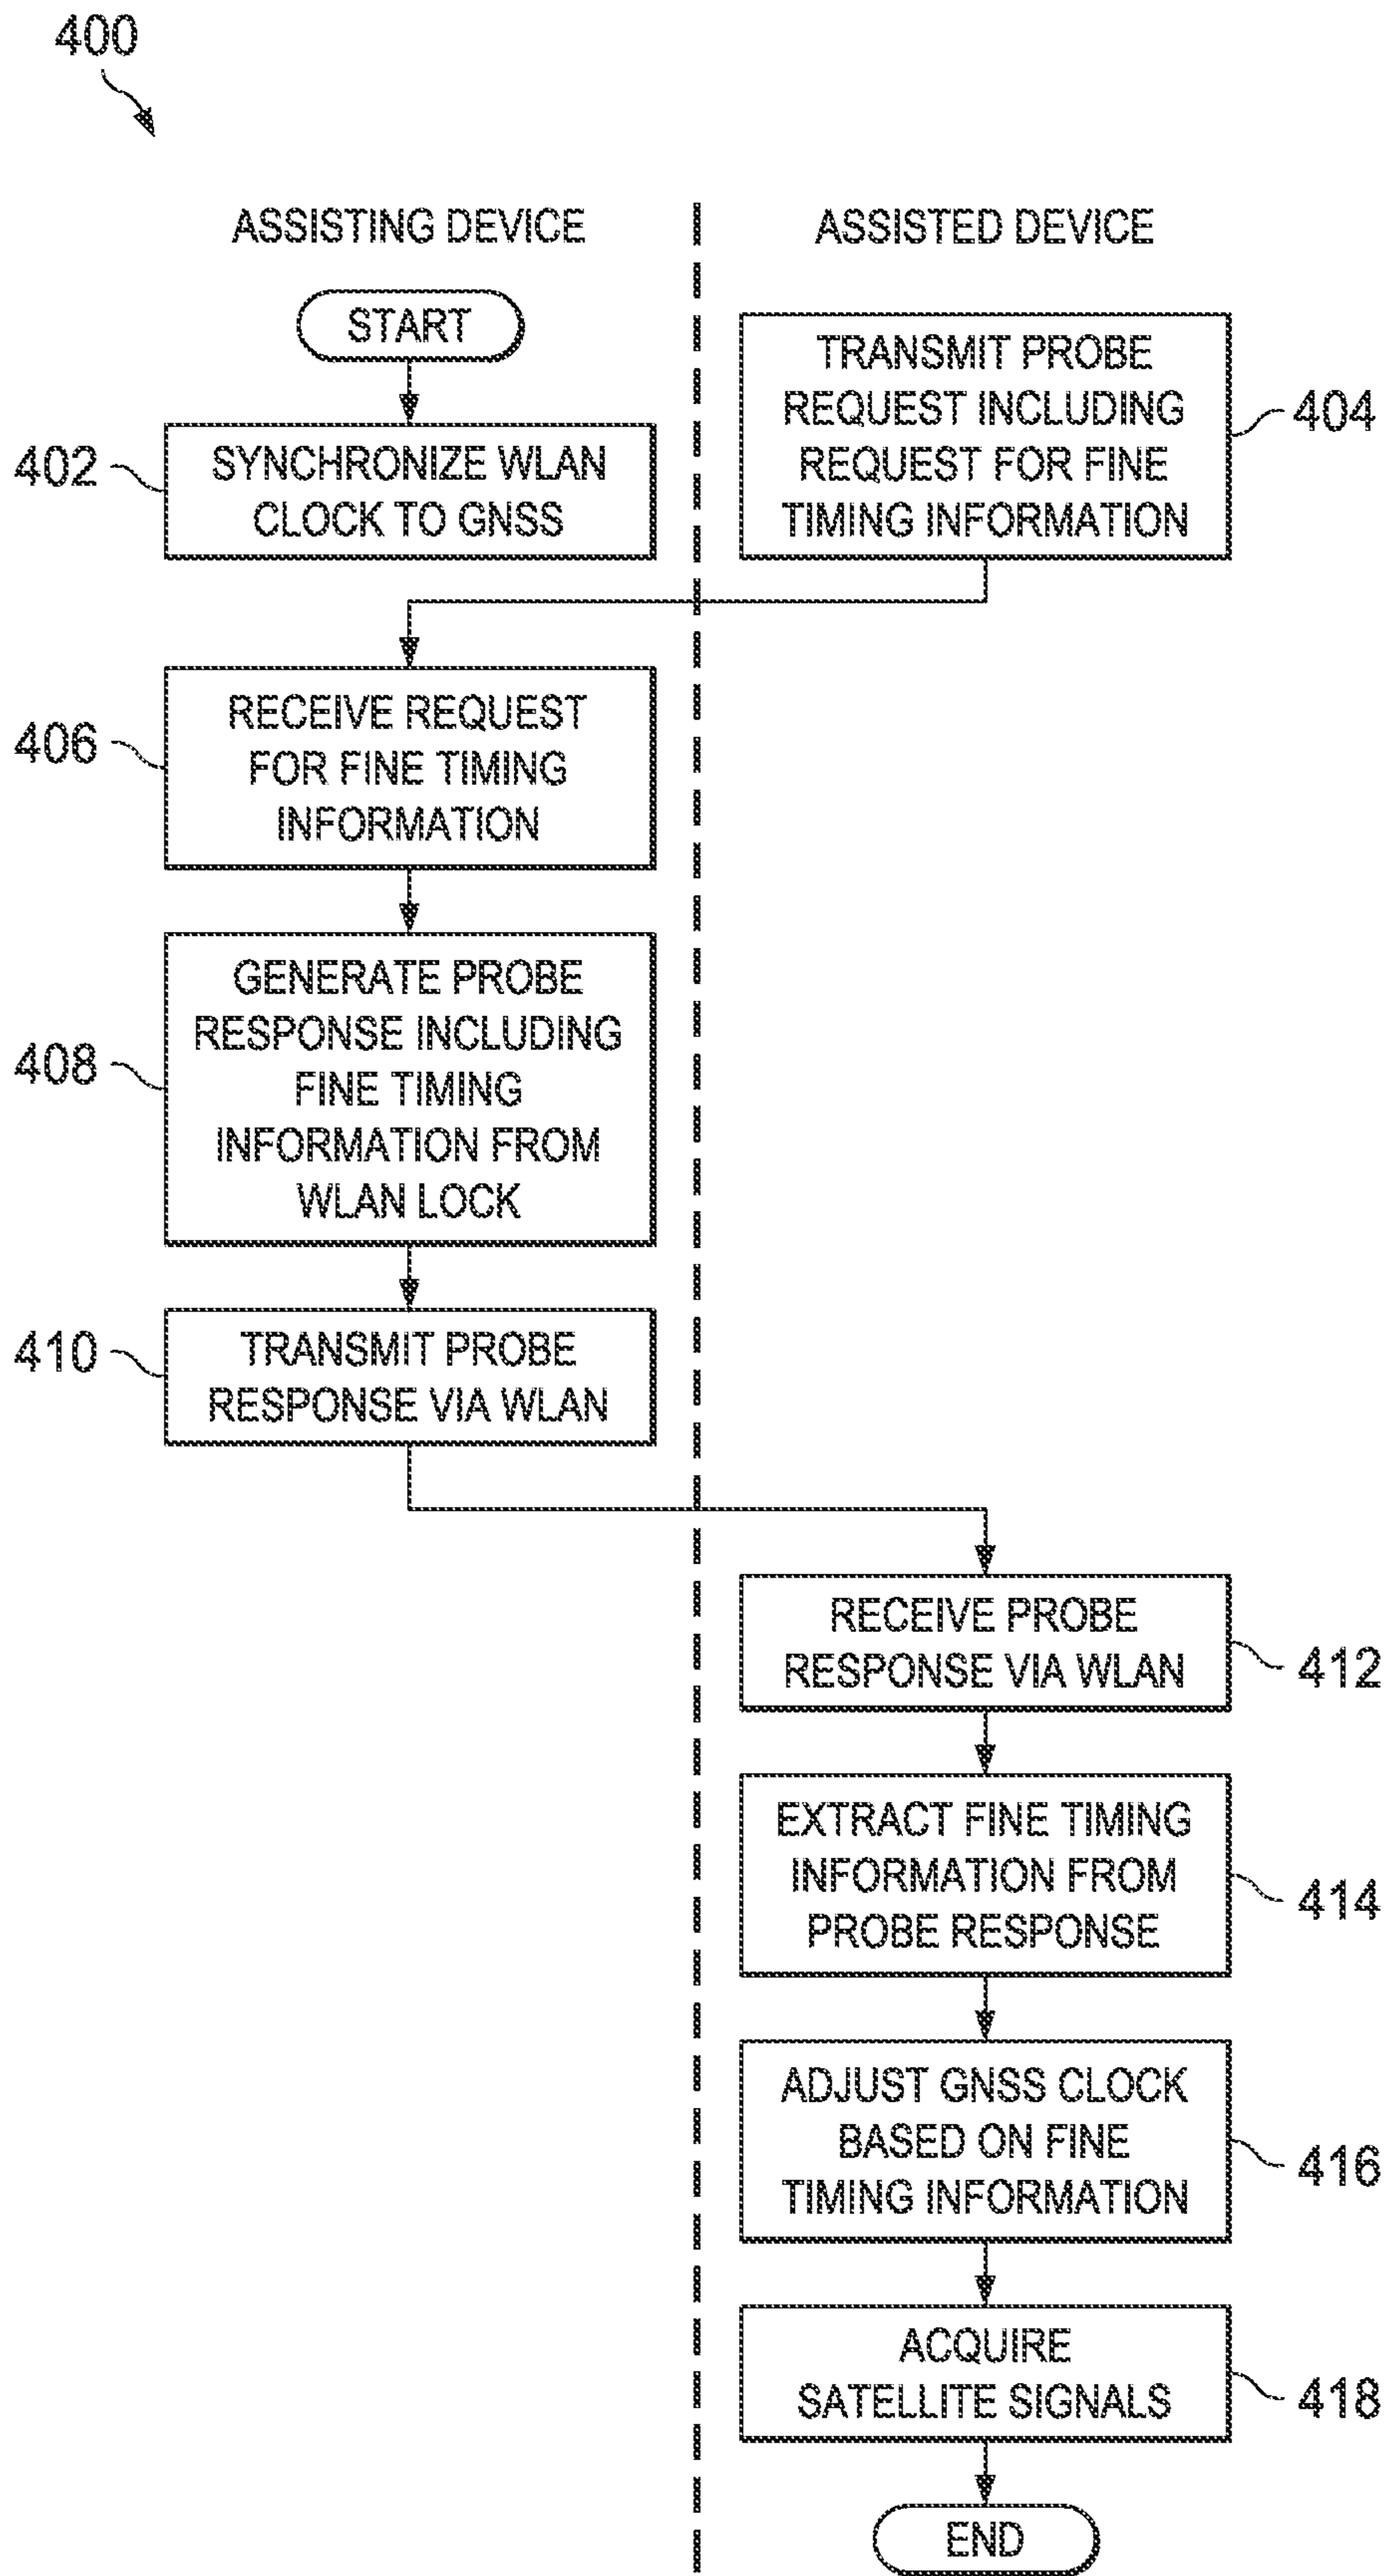 400
ASSISTING DEVICE
ASSISTED DEVICE
START
402
SYNCHRONIZE WLAN
CLOCK TO GNSS
TRANSMIT PROBE
REQUEST INCLUDING
REQUEST FOR FINE
TIMING INFORMATION
404
406
RECEIVE REQUEST
FOR FINE TIMING
INFORMATION
408
GENERATE PROBE
RESPONSE INCLUDING
FINE TIMING
INFORMATION FROM
WLAN LOCK
410
TRANSMIT PROBE
RESPONSE VIA WLAN
RECEIVE PROBE
RESPONSE VIA WLAN
412
EXTRACT FINE TIMING
INFORMATION FROM
PROBE RESPONSE
414
ADJUST GNSS CLOCK
BASED ON FINE
TIMING INFORMATION
416
ACQUIRE
SATELLITE SIGNALS
418
END